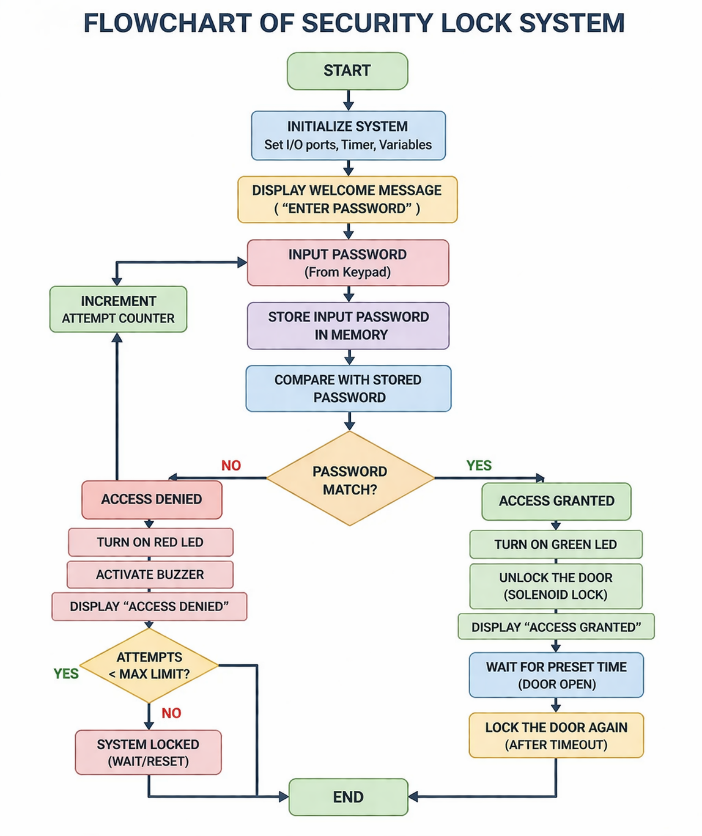 FLOWCHART OF SECURITY LOCK SYSTEM
START
INITIALIZE SYSTEM
Set I/O ports, Timer, Variables
DISPLAY WELCOME MESSAGE
( “ENTER PASSWORD” )
INPUT PASSWORD
(From Keypad)
INCREMENT
ATTEMPT COUNTER
STORE INPUT PASSWORD
IN MEMORY
COMPARE WITH STORED
PASSWORD
PASSWORD
MATCH?
NO
YES
ACCESS DENIED
TURN ON RED LED
ACTIVATE BUZZER
DISPLAY “ACCESS DENIED”
ATTEMPTS
< MAX LIMIT?
YES
NO
SYSTEM LOCKED
(WAIT/RESET)
ACCESS GRANTED
TURN ON GREEN LED
UNLOCK THE DOOR
(SOLENOID LOCK)
DISPLAY “ACCESS GRANTED”
WAIT FOR PRESET TIME
(DOOR OPEN)
LOCK THE DOOR AGAIN
(AFTER TIMEOUT)
END